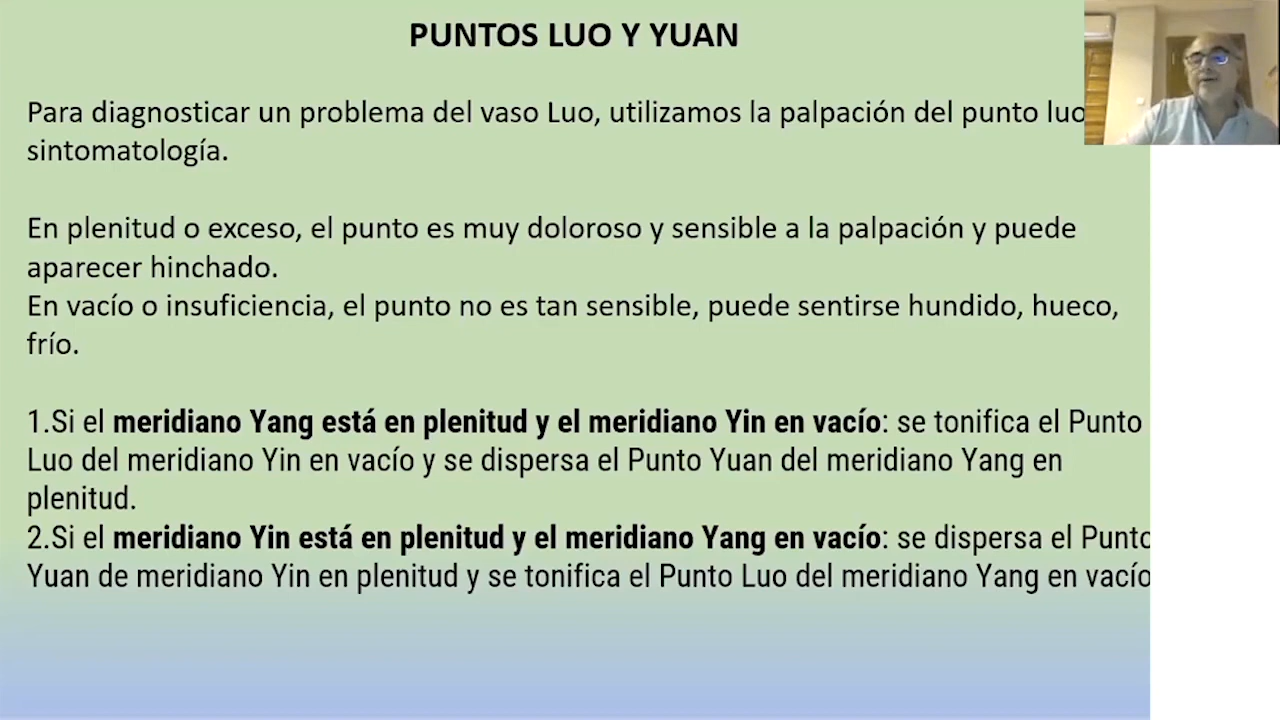 PUNTOS LUO Y YUAN
Para diagnosticar un problema del vaso Luo, utilizamos la palpación del punto luo
sintomatología.
En plenitud o exceso, el punto es muy doloroso y sensible a la palpación y puede
aparecer hinchado.
En vacío o insuficiencia, el punto no es tan sensible, puede sentirse hundido, hueco,
frío.
1.Si el meridiano Yang está en plenitud y el meridiano Yin en vacío: se tonifica el Punto
Luo del meridiano Yin en vacío y se dispersa el Punto Yuan del meridiano Yang en
plenitud.
2.Si el meridiano Yin está en plenitud y el meridiano Yang en vacío: se dispersa el Punto
Yuan de meridiano Yin en plenitud y se tonifica el Punto Luo del meridiano Yang en vacío